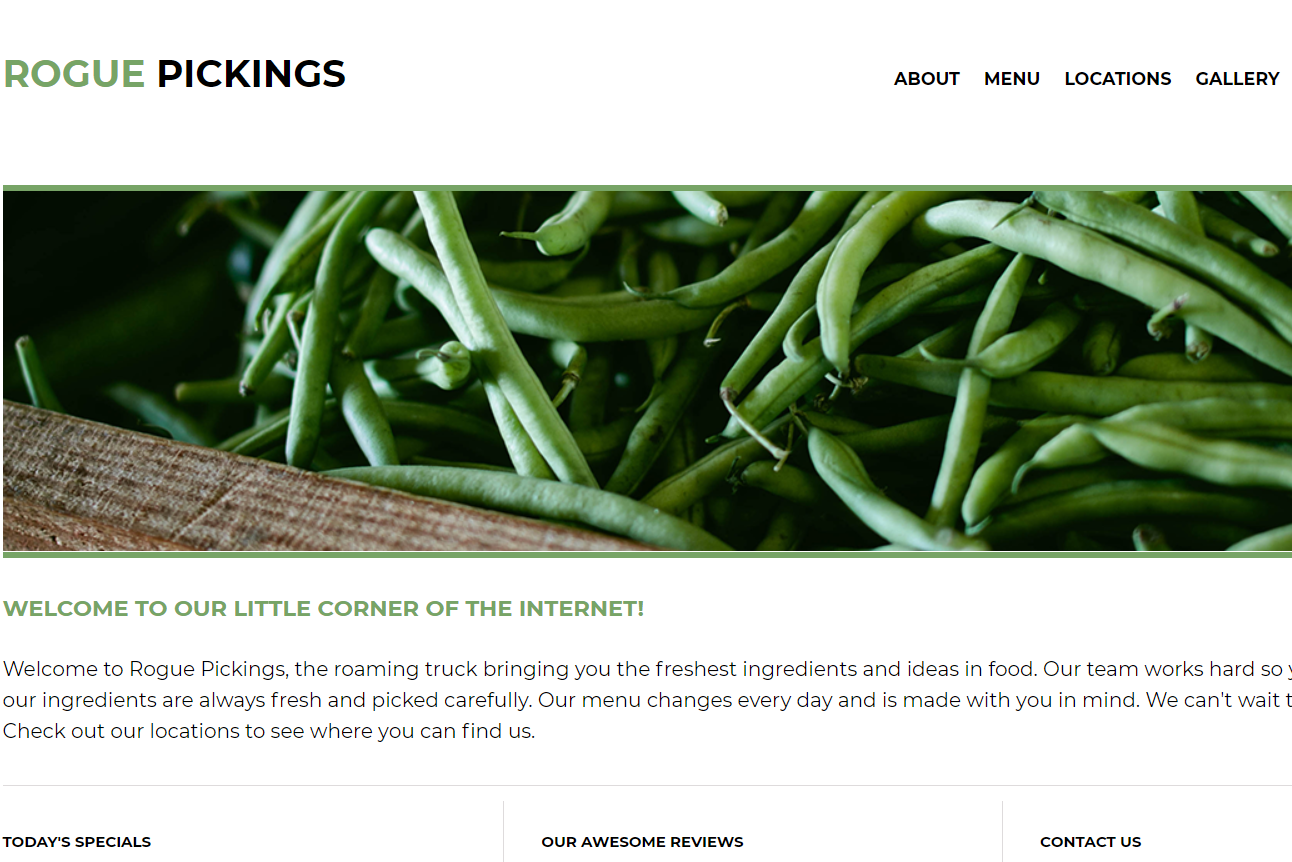 ROGUE PICKINGS
ABOUT MENU LOCATIONS GALLERY
WELCOME TO OUR LITTLE CORNER OF THE INTERNET!
Welcome to Rogue Pickings, the roaming truck bringing you the freshest ingredients and ideas in food. Our team works hard so
our ingredients are always fresh and picked carefully. Our menu changes every day and is made with you in mind. We can't wait
Check out our locations to see where you can find us.
TODAY'S SPECIALS
OUR AWESOME REVIEWS
CONTACT US